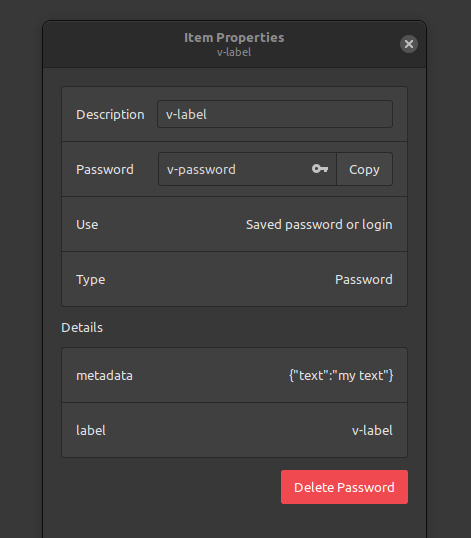 Item Properties
v-label
Description v-label
Password v-password Copy
Use Saved password or login
Type Password
Details
metadata {"text":"my text"}
label v-label
Delete Password